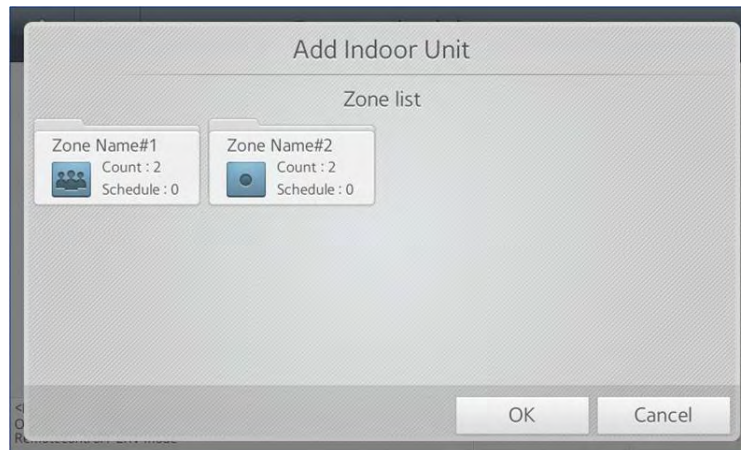 Add Indoor Unit
Zone list
Zone Name#1
Count : 2
Schedule : 0
Zone Name#2
Count : 2
Schedule : 0
OK
Cancel